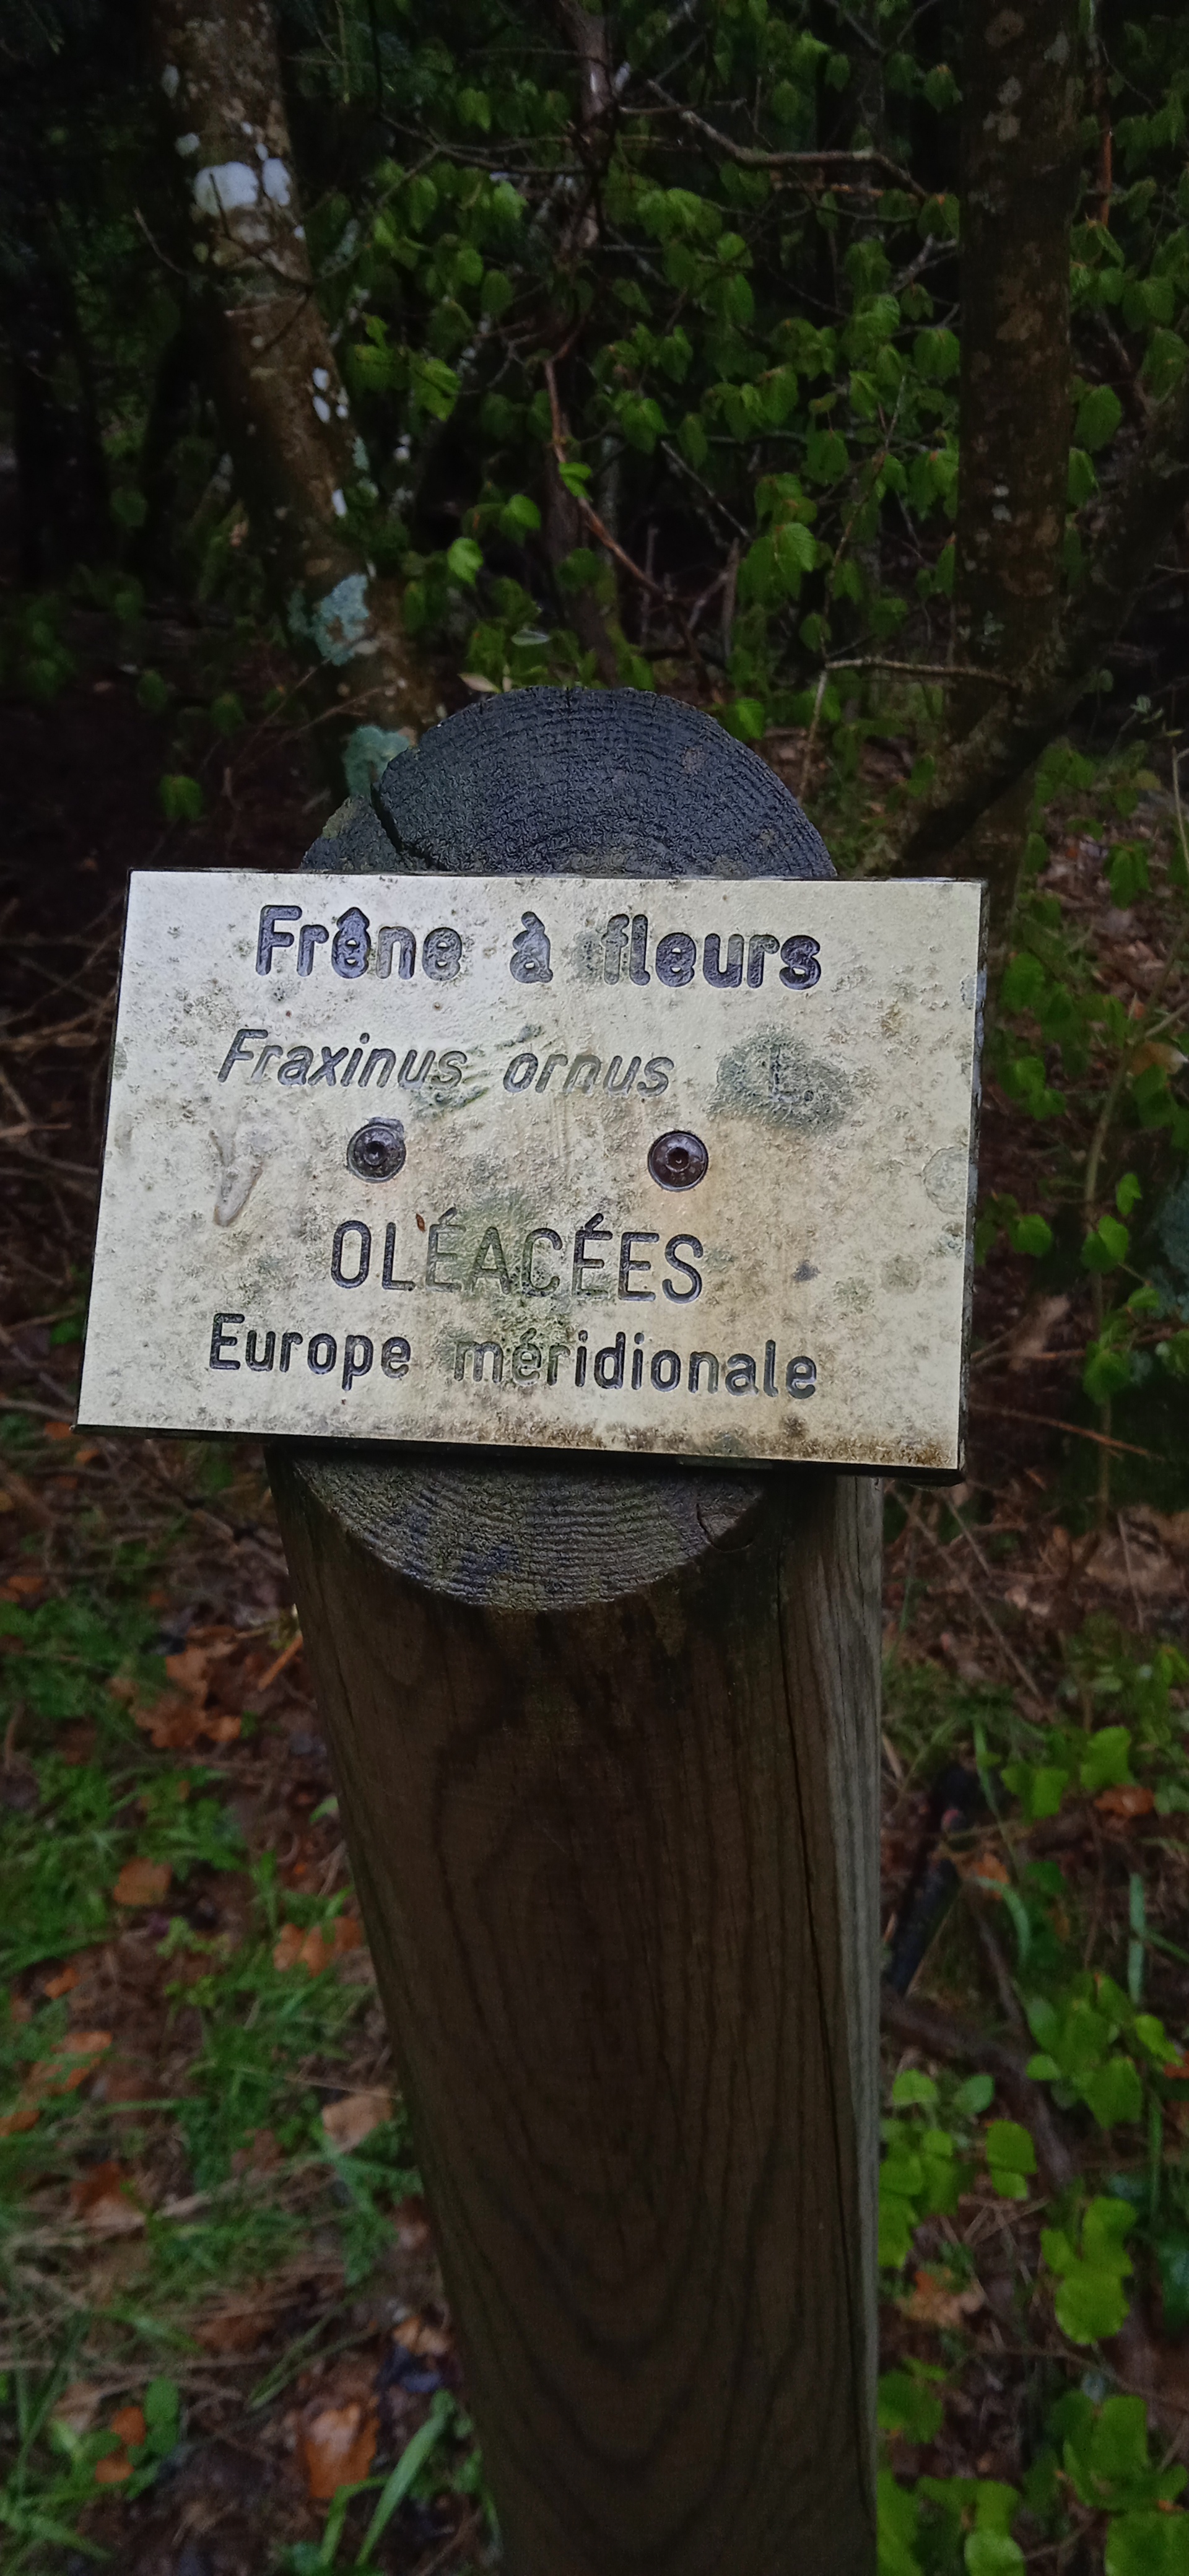 Frêne à fleurs
Fraxinus ornus L
OLÉACÉES
Europe méridionale